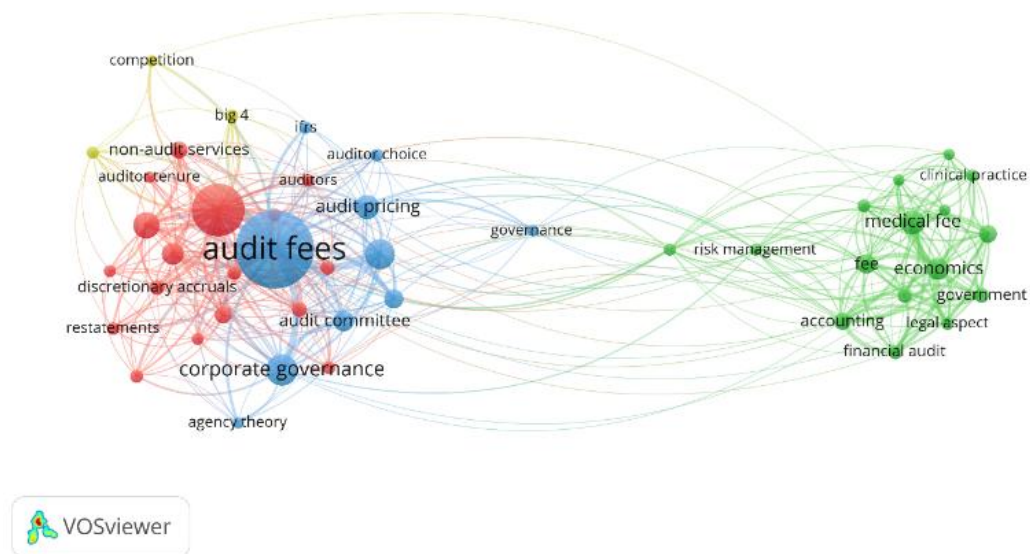 competition
big 4
ifrs
non-audit services
auditor choice
auditor tenure
auditors
clinical practice
audit pricing
medical fee
governance
audit fees
risk management
fee
economics
discretionary accruals
government
restatements
audit committee
accounting
legal aspect
financial audit
corporate governance
agency theory
VOSviewer